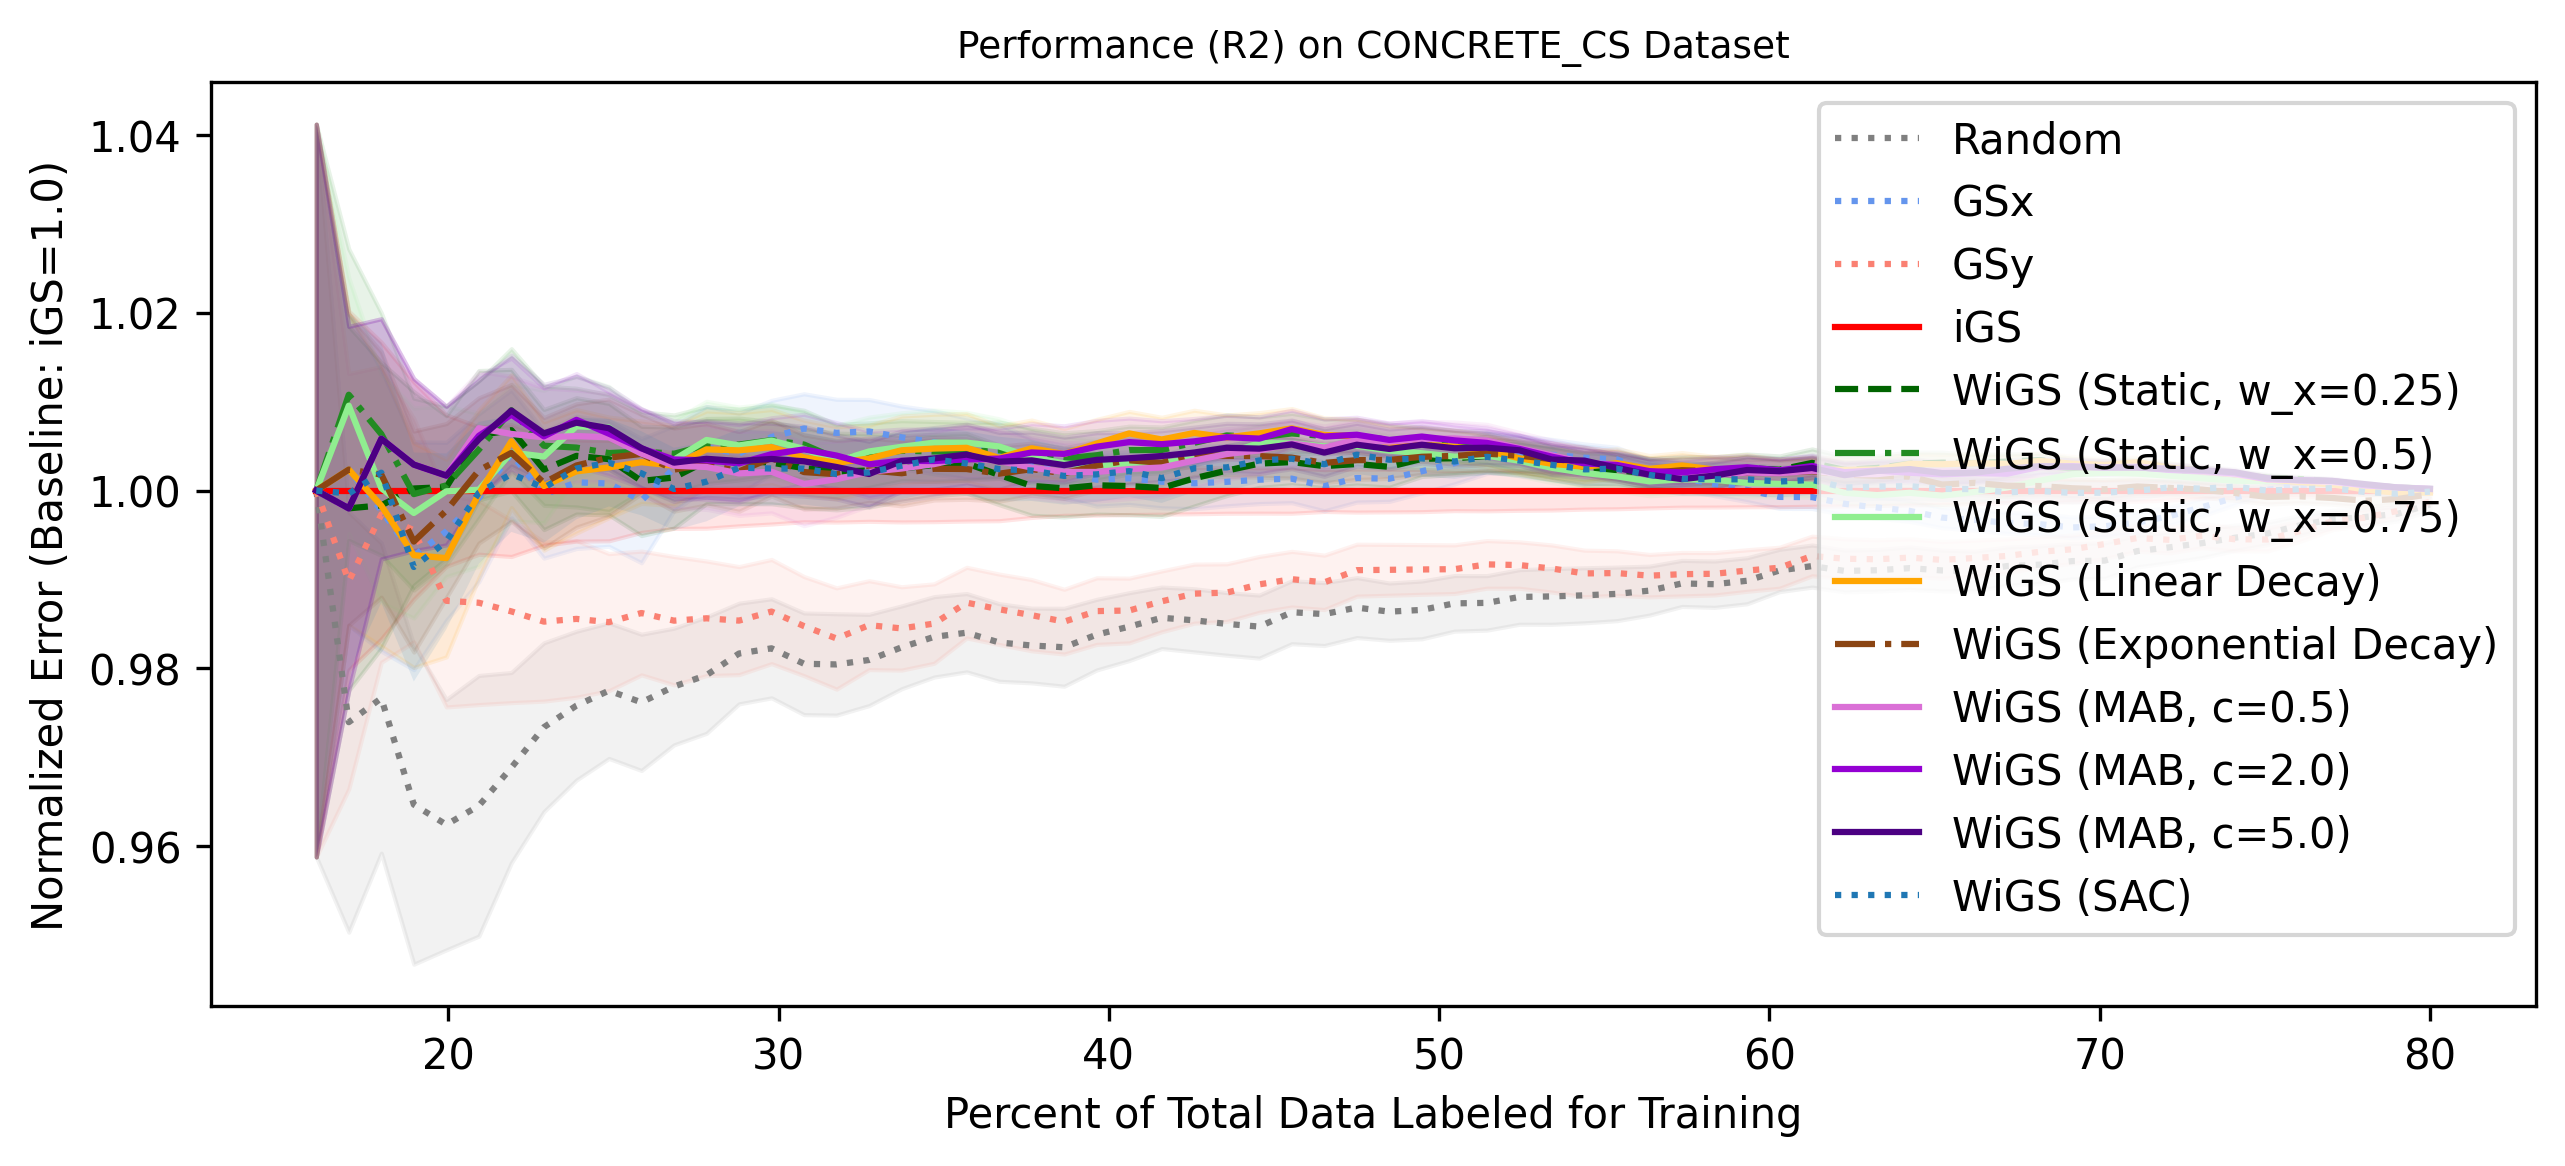 Performance (R2) on CONCRETE_CS Dataset
Normalized Error (Baseline: iGS=1.0)
1.04
1.02
1.00
0.98
0.96
20
30
40
50
60
70
80
Percent of Total Data Labeled for Training
Random
GSx
GSy
iGS
WiGS (Static, w_x=0.25)
WiGS (Static, w_x=0.5)
WiGS (Static, w_x=0.75)
WiGS (Linear Decay)
WiGS (Exponential Decay)
WiGS (MAB, c=0.5)
WiGS (MAB, c=2.0)
WiGS (MAB, c=5.0)
WiGS (SAC)